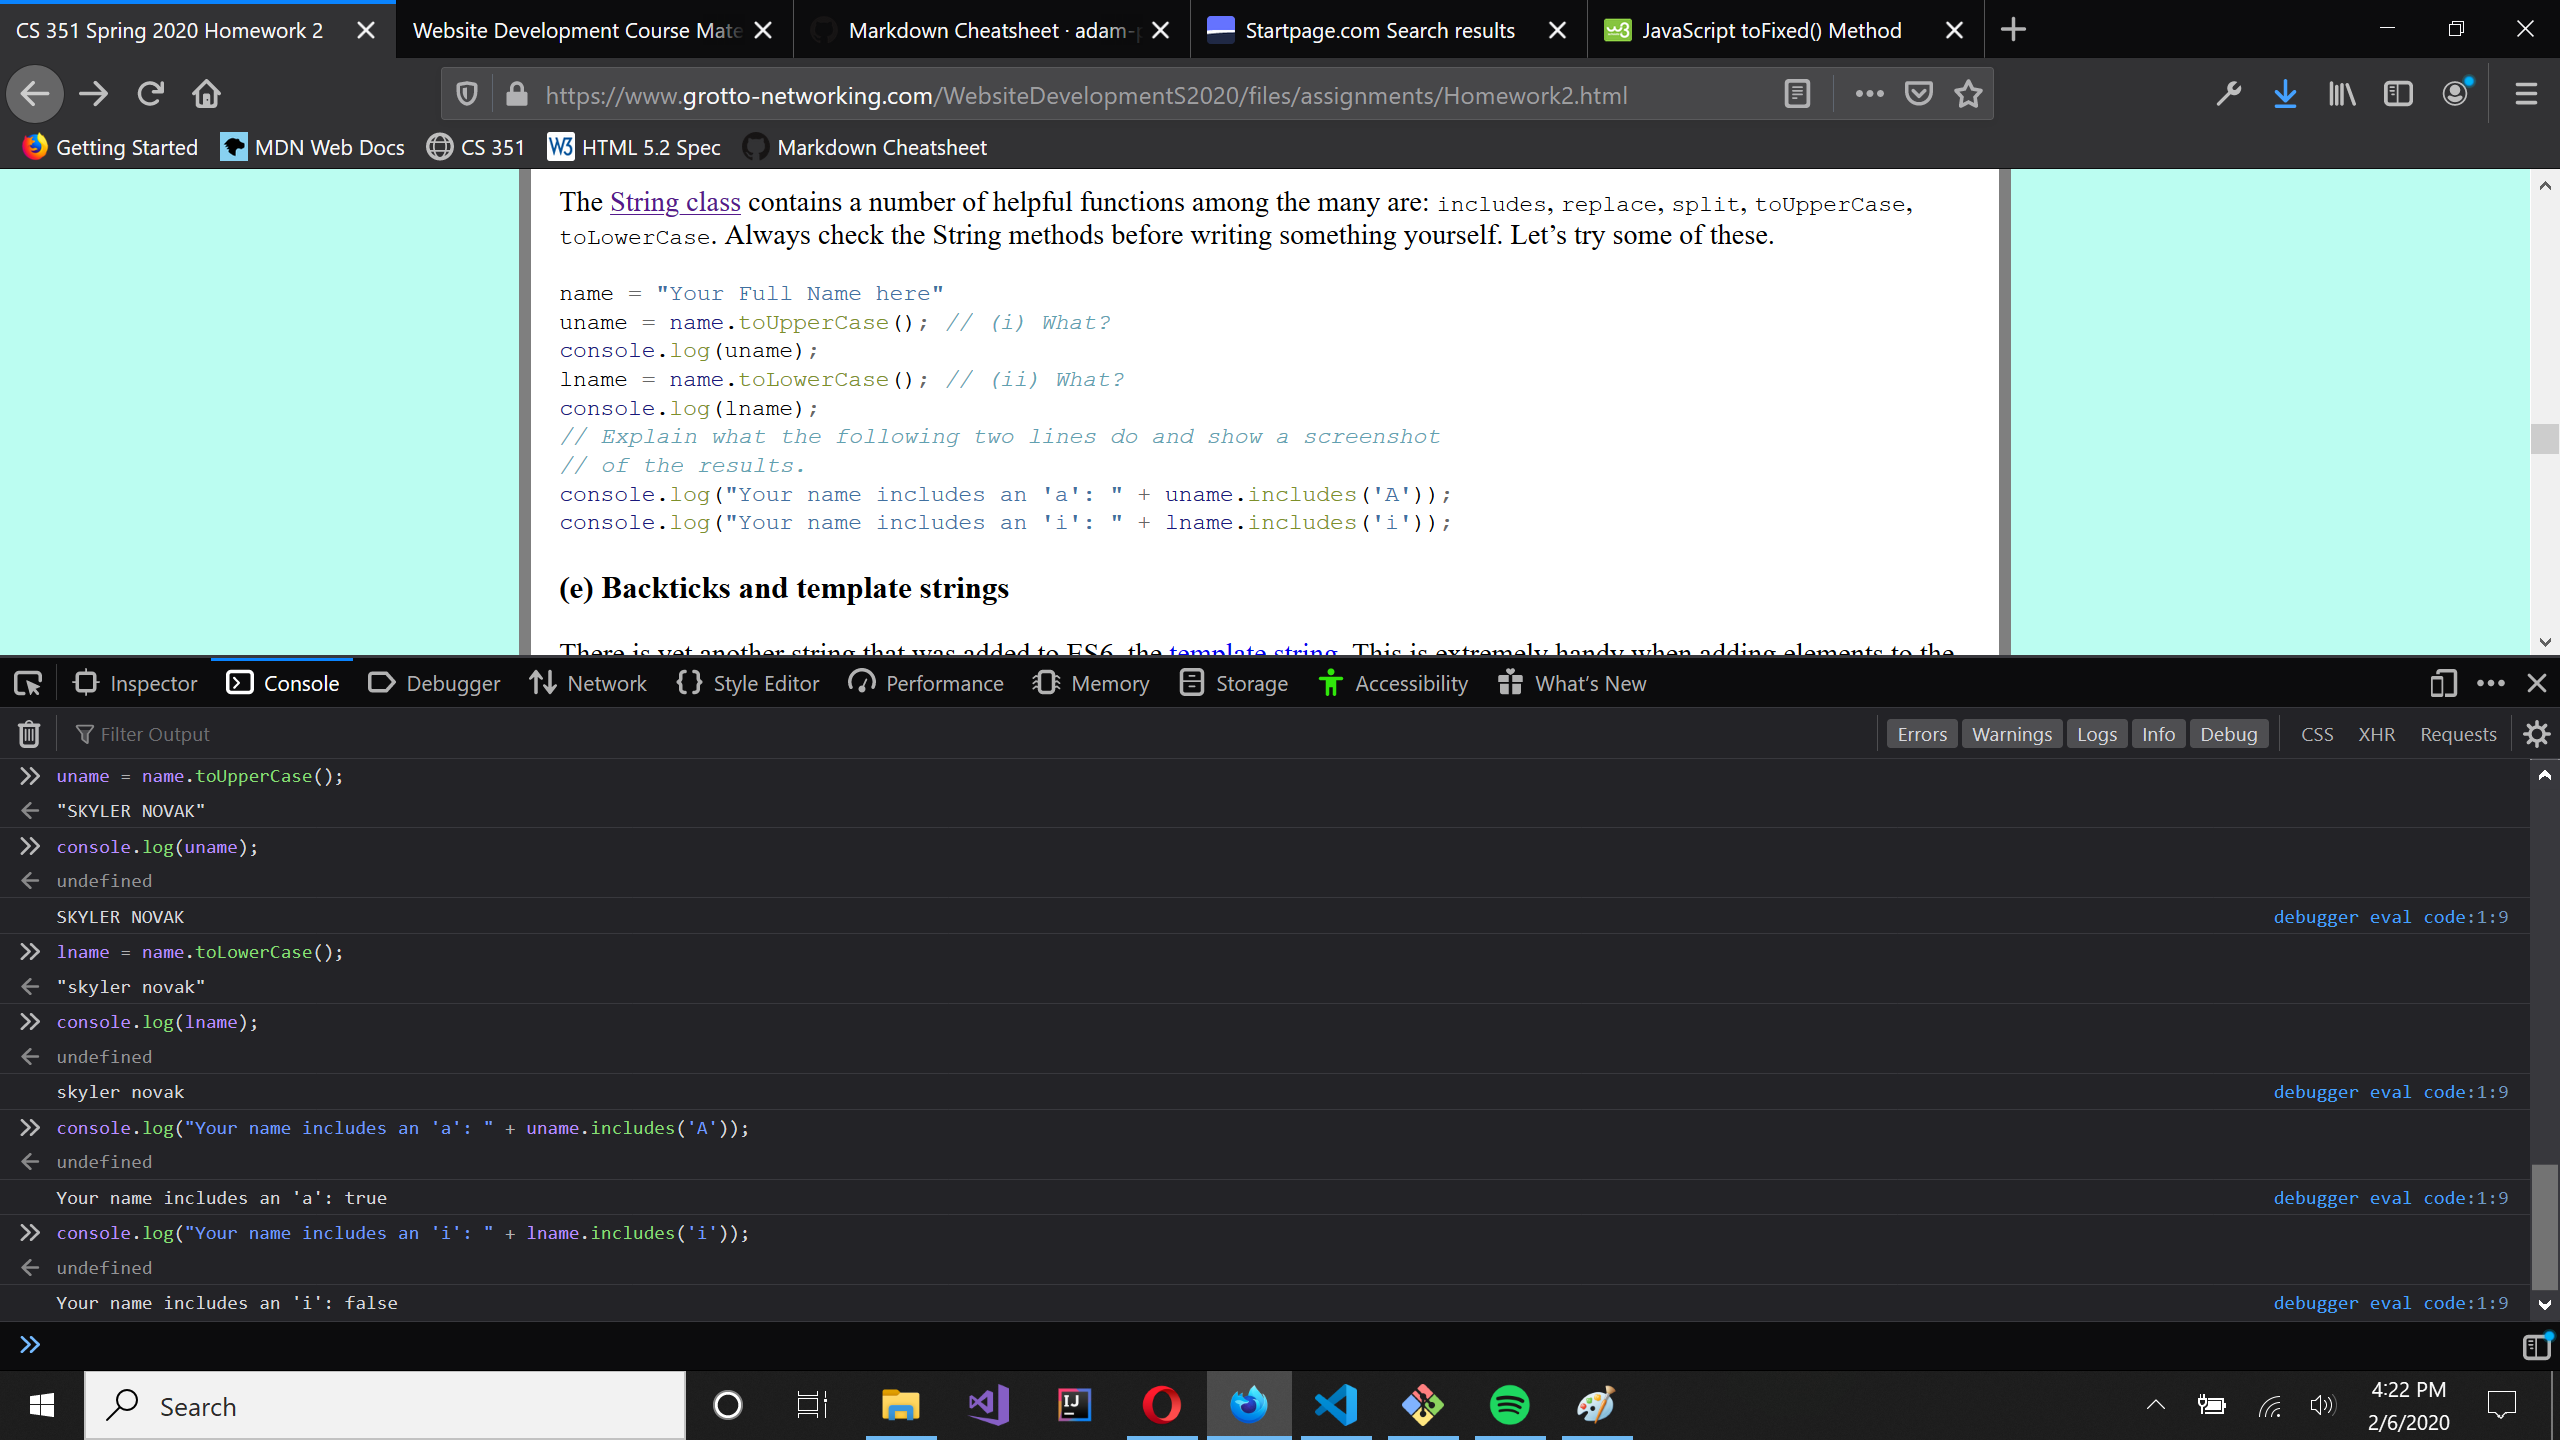 CS 351 Spring 2020 Homework 2
Website Development Course Mate
Markdown Cheatsheet · adam-p
Startpage.com Search results
JavaScript toFixed() Method
https://www.grotto-networking.com/WebsiteDevelopmentS2020/files/assignments/Homework2.html
Getting Started
MDN Web Docs
CS 351
HTML 5.2 Spec
Markdown Cheatsheet
The String class contains a number of helpful functions among the many are: includes, replace, split, toUpperCase,
toLowerCase. Always check the String methods before writing something yourself. Let’s try some of these.
name = "Your Full Name here"
uname = name.toUpperCase(); // (i) What?
console.log(uname);
lname = name.toLowerCase(); // (ii) What?
console.log(lname);
// Explain what the following two lines do and show a screenshot
// of the results.
console.log("Your name includes an 'a': " + uname.includes('A'));
console.log("Your name includes an 'i': " + lname.includes('i'));
(e) Backticks and template strings
There is yet another string that was added to ES6, the template string. This is extremely handy when adding elements to the
Inspector
Console
Debugger
Network
Style Editor
Performance
Memory
Storage
Accessibility
What's New
Filter Output
Errors
Warnings
Logs
Info
Debug
CSS
XHR
Requests
uname = name.toUpperCase();
"SKYLER NOVAK"
console.log(uname);
undefined
SKYLER NOVAK
debugger eval code:1:9
lname = name.toLowerCase();
"skyler novak"
console.log(lname);
undefined
skyler novak
debugger eval code:1:9
console.log("Your name includes an 'a': " + uname.includes('A'));
undefined
Your name includes an 'a': true
debugger eval code:1:9
console.log("Your name includes an 'i': " + lname.includes('i'));
undefined
Your name includes an 'i': false
debugger eval code:1:9
Search
4:22 PM
2/6/2020